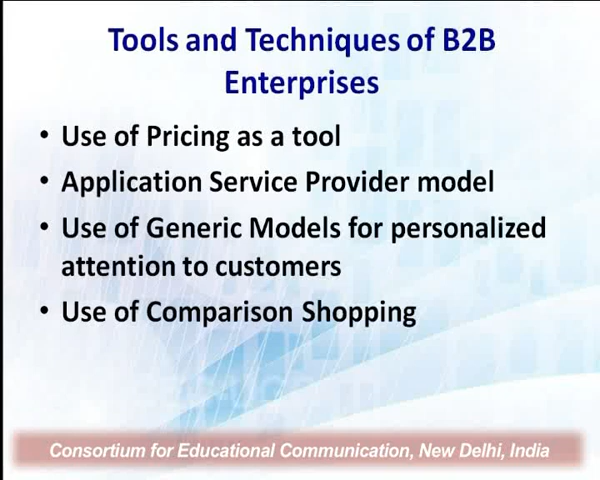 Tools and Techniques of B2B
Enterprises
• Use of Pricing as a tool
• Application Service Provider model
• Use of Generic Models for personalized
attention to customers
• Use of Comparison Shopping
Consortium for Educational Communication, New Delhi, India